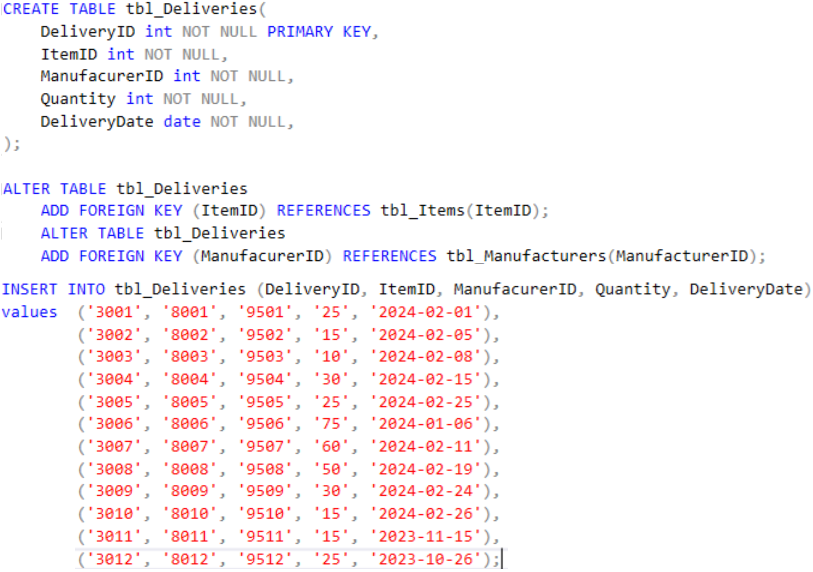 CREATE TABLE tbl_Deliveries(
DeliveryID int NOT NULL PRIMARY KEY,
ItemID int NOT NULL,
ManufacurerID int NOT NULL,
Quantity int NOT NULL,
DeliveryDate date NOT NULL,
);
ALTER TABLE tbl_Deliveries
ADD FOREIGN KEY (ItemID) REFERENCES tbl_Items(ItemID);
ALTER TABLE tbl_Deliveries
ADD FOREIGN KEY (ManufacurerID) REFERENCES tbl_Manufacturers(ManufacturerID);
INSERT INTO tbl_Deliveries (DeliveryID, ItemID, ManufacurerID, Quantity, DeliveryDate)
values ('3001', '8001', '9501', '25', '2024-02-01'),
('3002', '8002', '9502', '15', '2024-02-05'),
('3003', '8003', '9503', '10', '2024-02-08'),
('3004', '8004', '9504', '30', '2024-02-15'),
('3005', '8005', '9505', '25', '2024-02-25'),
('3006', '8006', '9506', '75', '2024-01-06'),
('3007', '8007', '9507', '60', '2024-02-11'),
('3008', '8008', '9508', '50', '2024-02-19'),
('3009', '8009', '9509', '30', '2024-02-24'),
('3010', '8010', '9510', '15', '2024-02-26'),
('3011', '8011', '9511', '15', '2023-11-15'),
('3012', '8012', '9512', '25', '2023-10-26');